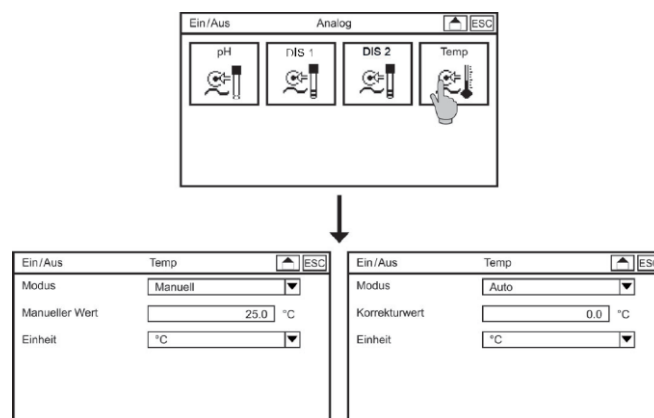 Ein/Aus Analog ESC
pH DIS 1 DIS 2 Temp
Ein/Aus Temp ESC
Modus Manuell
Manueller Wert 25.0 °C
Einheit °C
Ein/Aus Temp ESC
Modus Auto
Korrekturwert 0.0 °C
Einheit °C